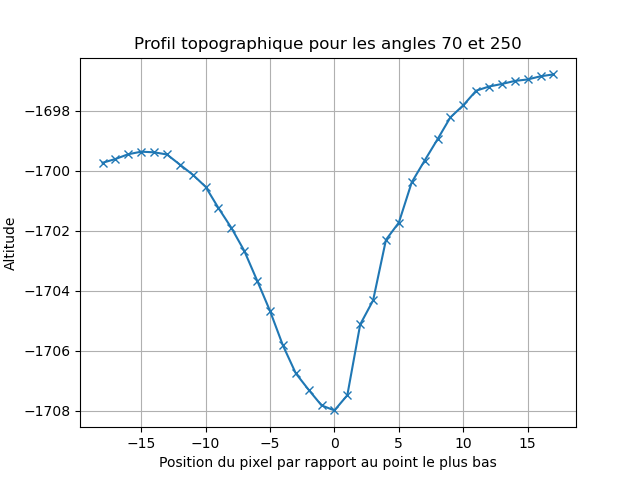 Profil topographique pour les angles 70 et 250
−1698
−1700
−1702
−1704
−1706
−1708
Altitude
−15 −10 −5 0 5 10 15
Position du pixel par rapport au point le plus bas